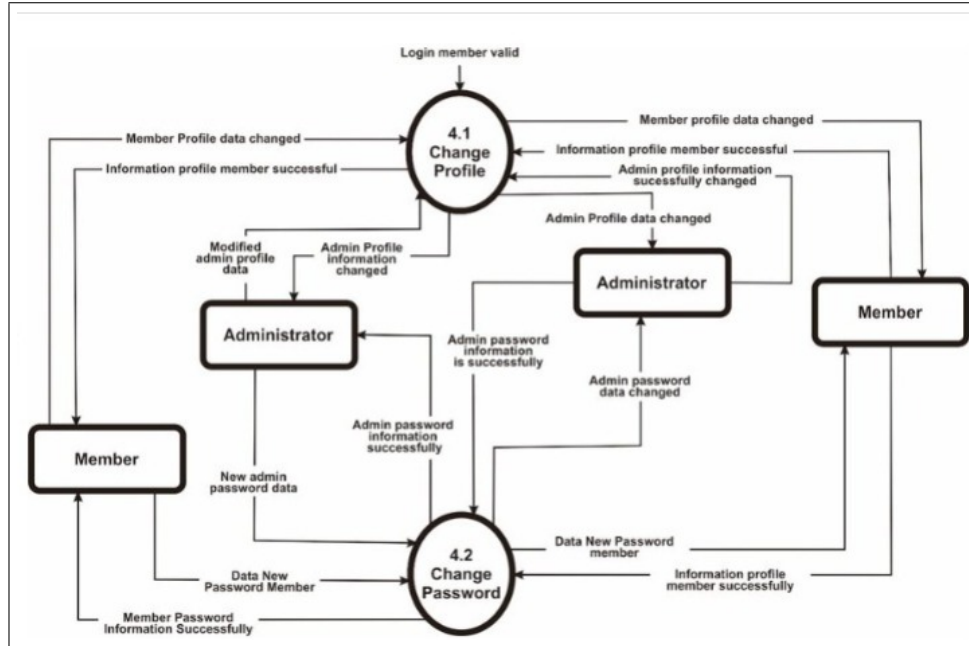 Login member valid
4.1
Change
Profile
Member Profile data changed
Member profile data changed
Information profile member successful
Information profile member successful
Admin profile information
sucessfully changed
Admin Profile data changed
Modified
admin profile
data
Admin Profile
information
changed
Administrator
Administrator
Member
Admin password
information
is successfully
Admin password
data changed
Admin password
information
successfully
Member
New admin
password data
4.2
Change
Password
Data New Password
member
Data New
Password Member
Information profile
member successfully
Member Password
Information Successfully